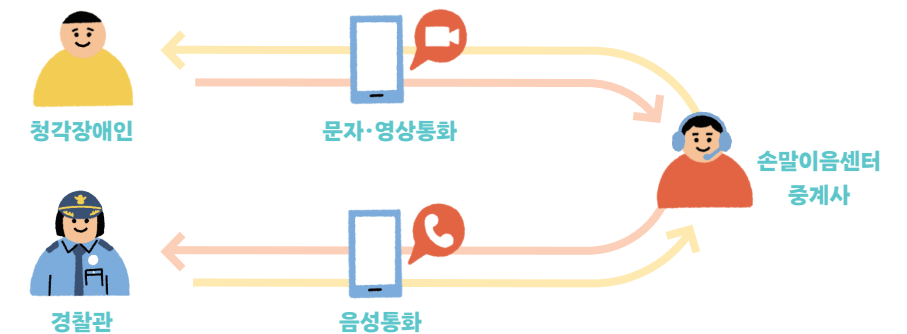 청각장애인
문자·영상통화
손말이음센터
중계사
경찰관
음성통화